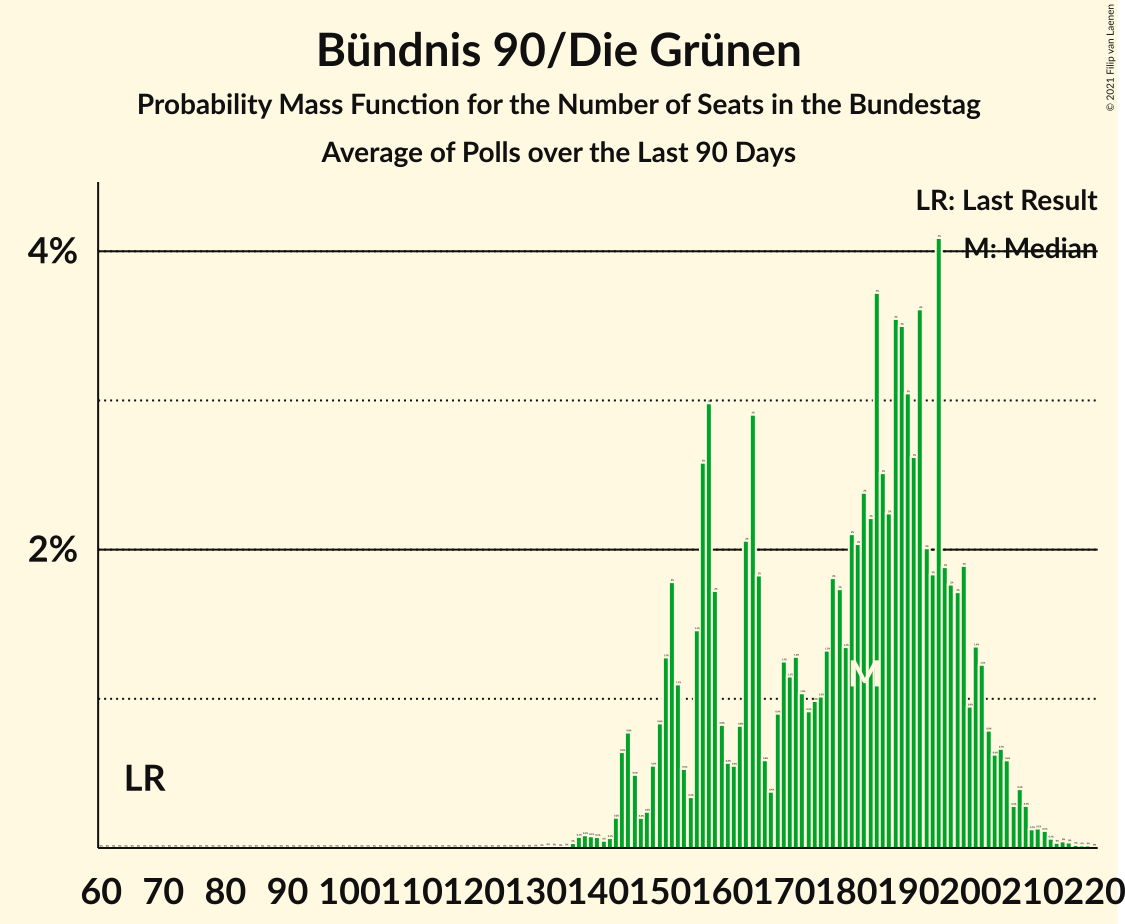 Bündnis 90/Die Grünen
Probability Mass Function for the Number of Seats in the Bundestag
Average of Polls over the Last 90 Days
© 2021 Filip van Laenen
LR: Last Result
M: Median
4%
2%
M
LR
60 70 80 90 100 110 120 130 140 150 160 170 180 190 200 210 220